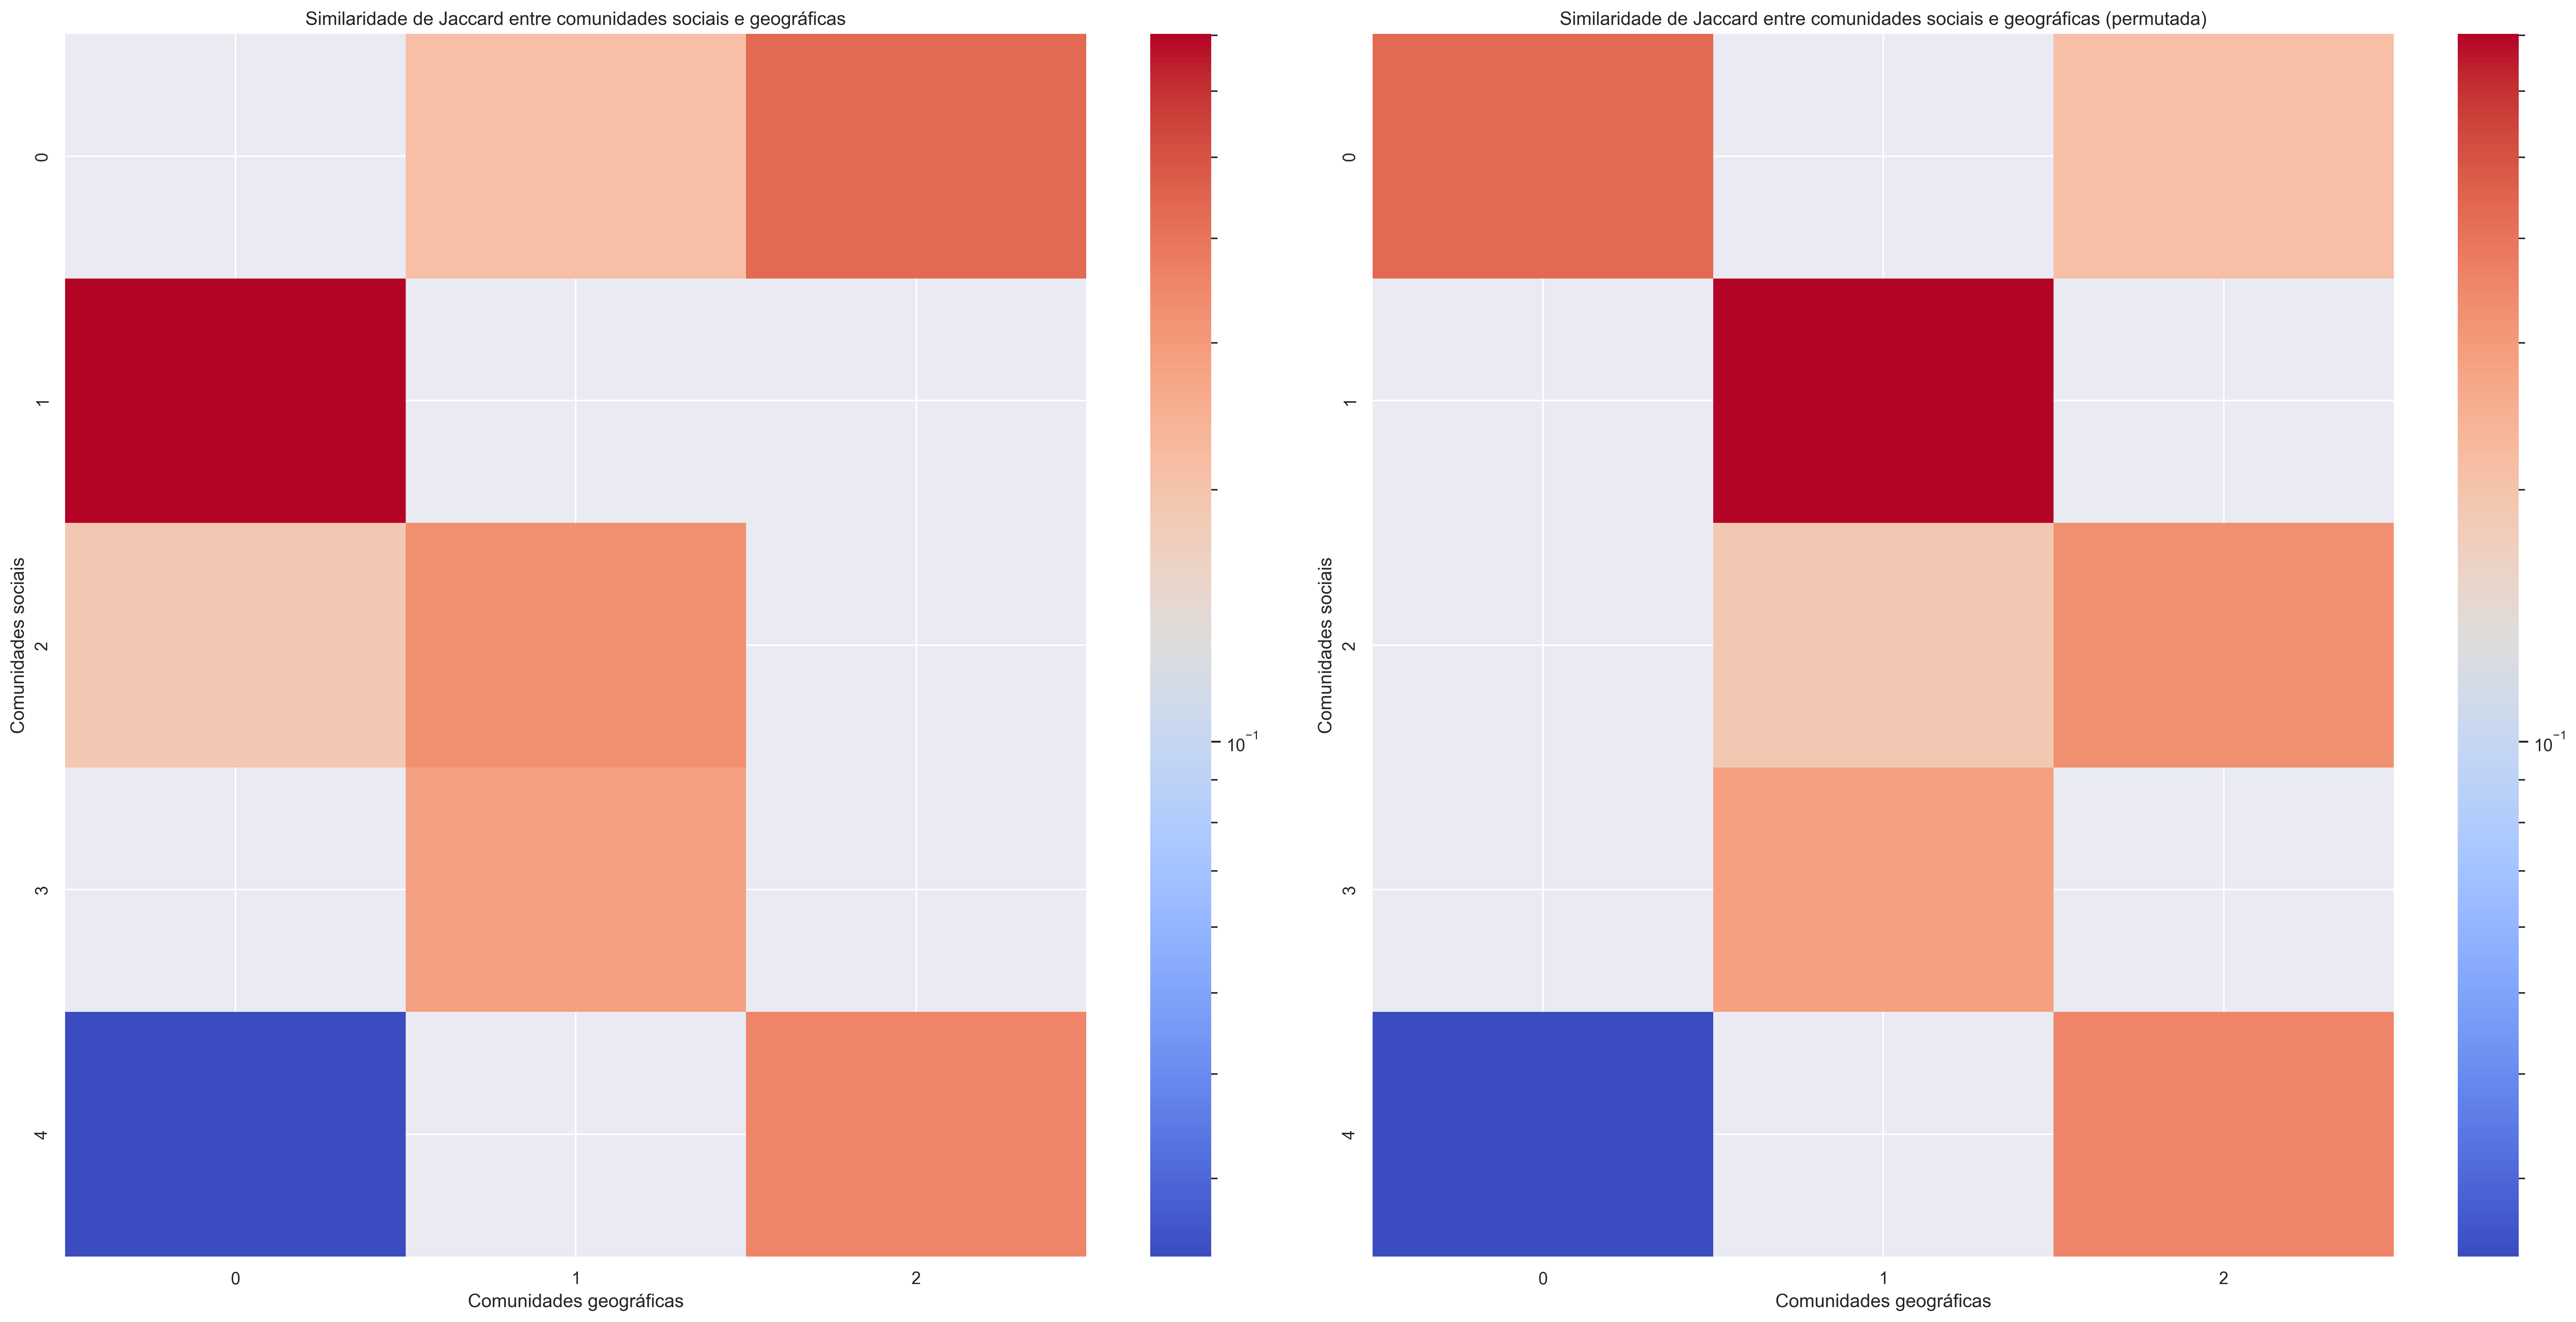 Similaridade de Jaccard entre comunidades sociais e geográficas
Comunidades sociais
0
1
2
3
4
0 1 2
Comunidades geográficas
10⁻¹
Similaridade de Jaccard entre comunidades sociais e geográficas (permutada)
Comunidades sociais
0
1
2
3
4
0 1 2
Comunidades geográficas
10⁻¹